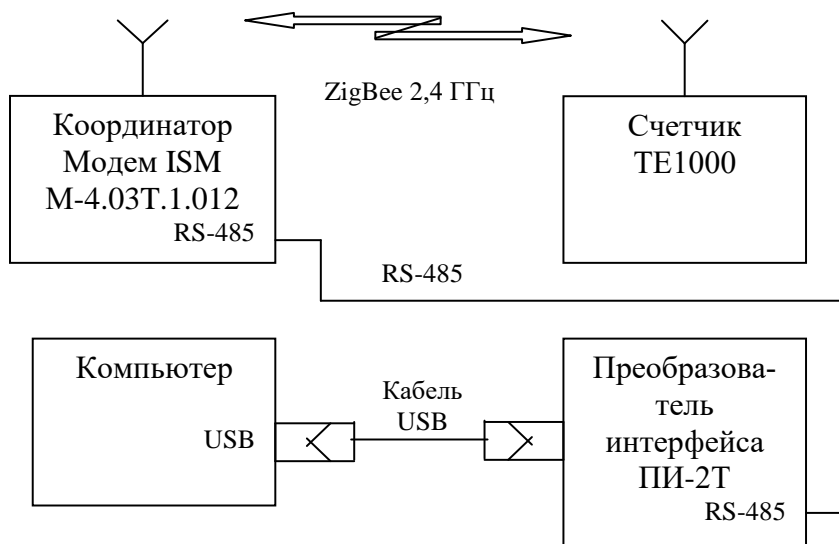 ZigBee 2,4 ГГц
Координатор
Модем ISM
М-4.03Т.1.012
RS-485
Счетчик
TE1000
RS-485
Компьютер
USB
Кабель
USB
Преобразова-
тель
интерфейса
ПИ-2Т
RS-485